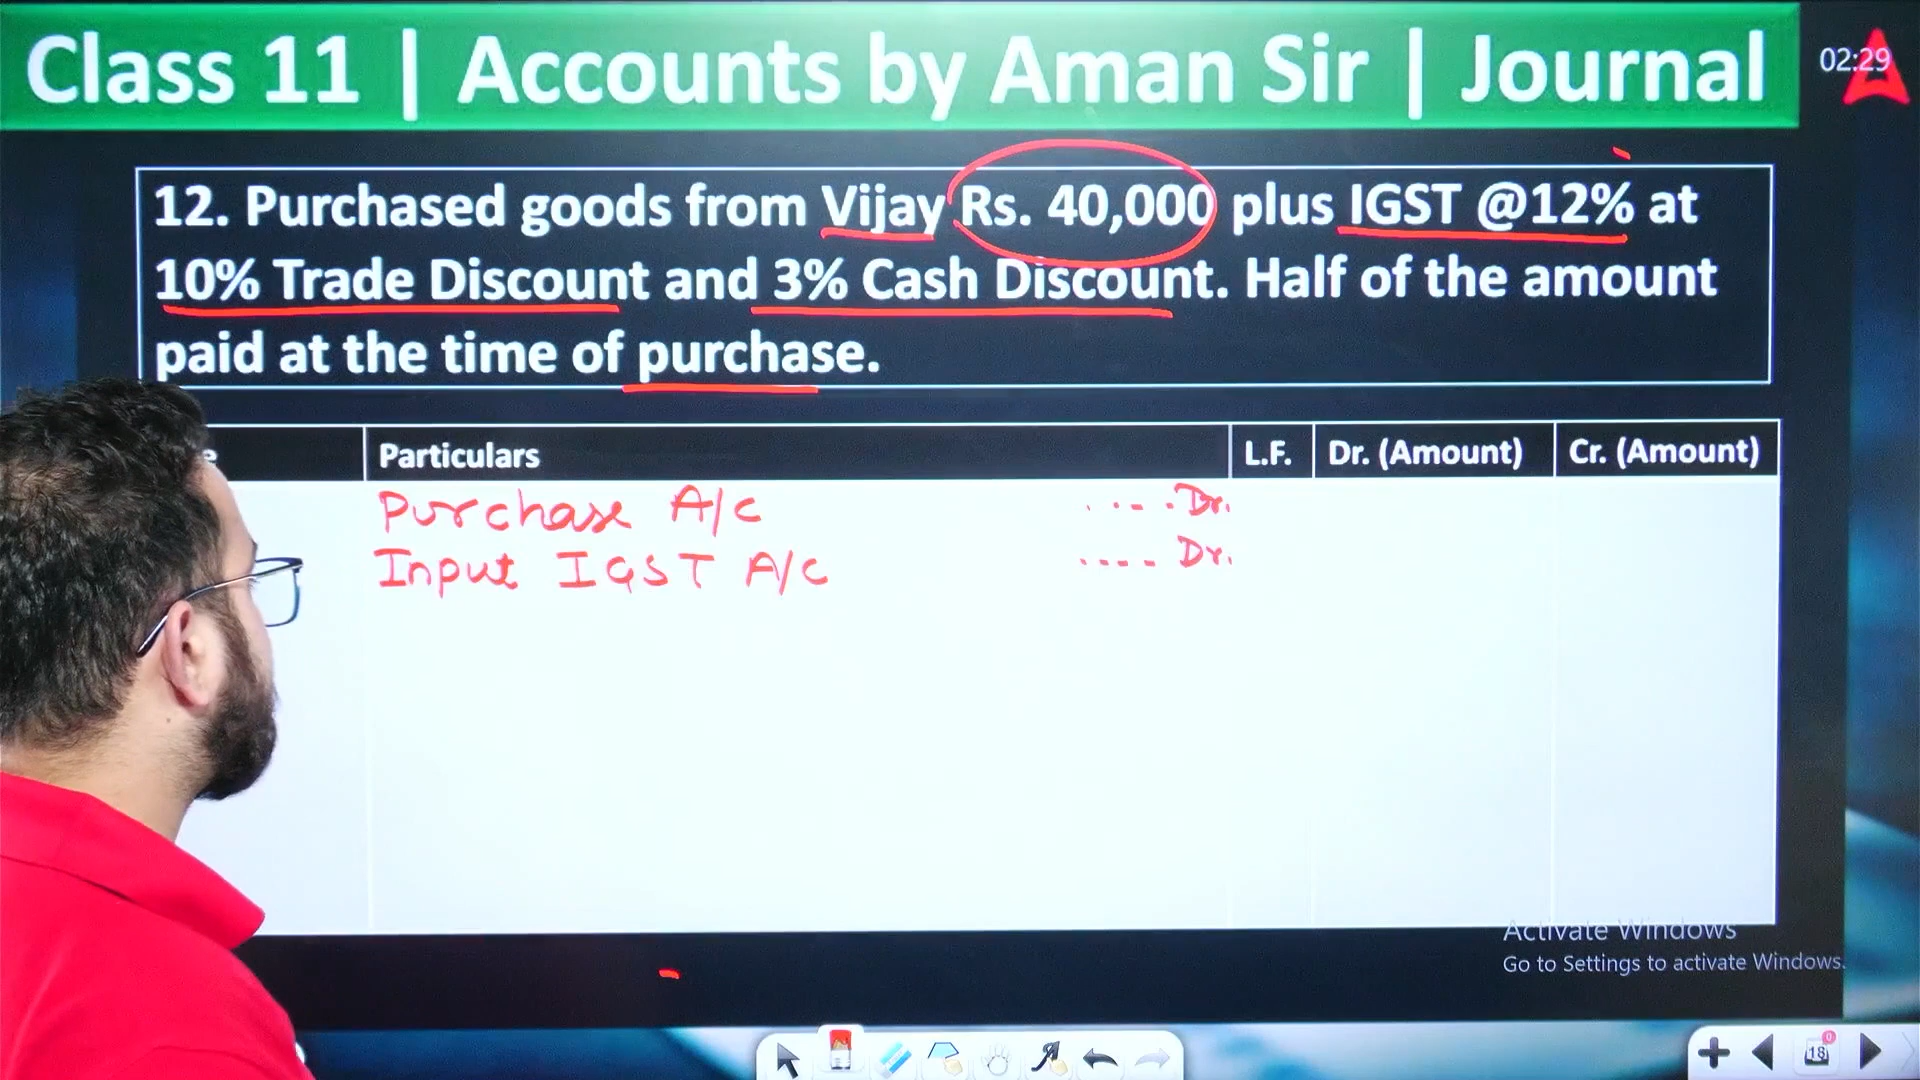 Class 11 | Accounts by Aman Sir | Journal
02:29
12. Purchased goods from Vijay Rs. 40,000 plus IGST @12% at
10% Trade Discount and 3% Cash Discount. Half of the amount
paid at the time of purchase.
Particulars L.F. Dr. (Amount) Cr. (Amount)
Purchase A/c ....Dr.
Input IGST A/c ....Dr.
Activate Windows
Go to Settings to activate Windows.
18
0